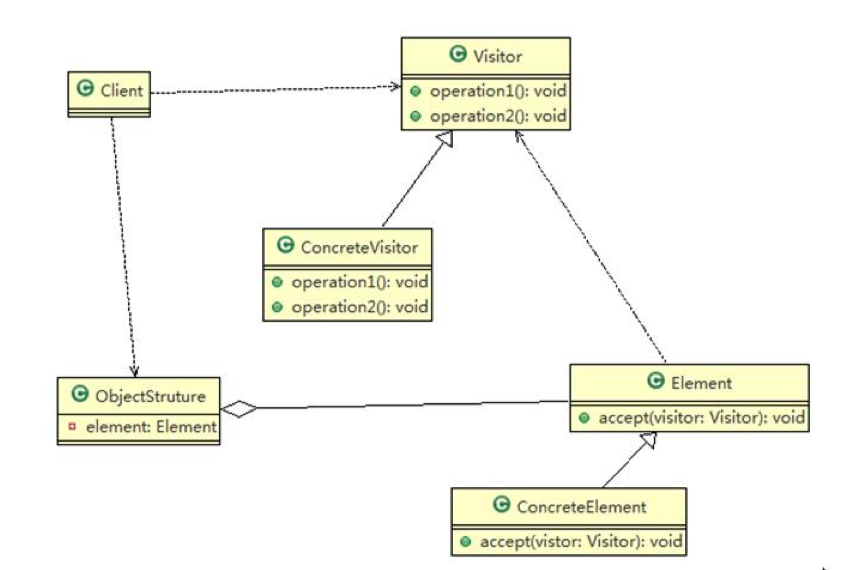 Client
Visitor
operation1(): void
operation2(): void
ConcreteVisitor
operation1(): void
operation2(): void
ObjectStruture
element: Element
Element
accept(visitor: Visitor): void
ConcreteElement
accept(vistor: Visitor): void